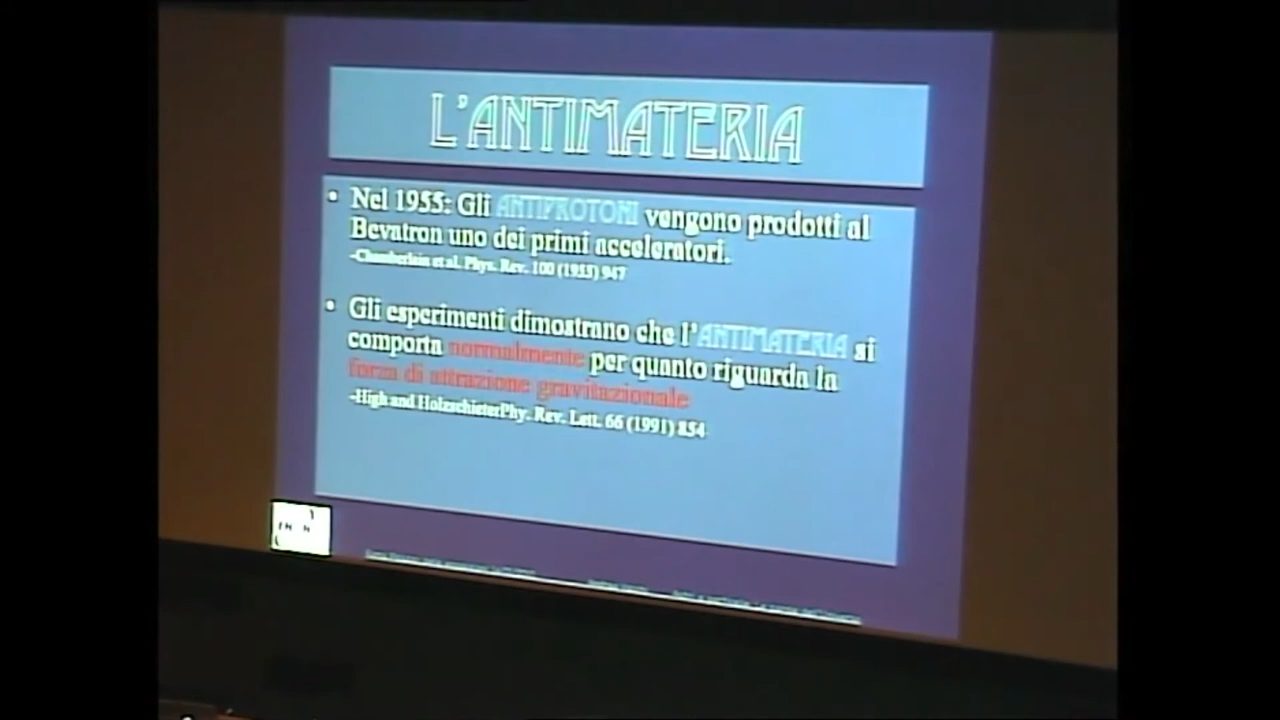 L'ANTIMATERIA
• Nel 1955: Gli ANTIPROTONI vengono prodotti al
Bevatron uno dei primi acceleratori.
-Chamberlain et al. Phys. Rev. 100 (1955) 947
• Gli esperimenti dimostrano che l'ANTIMATERIA si
comporta normalmente per quanto riguarda la
forza di attrazione gravitazionale
-High and HolzschieterPhy. Rev. Lett. 66 (1991) 854